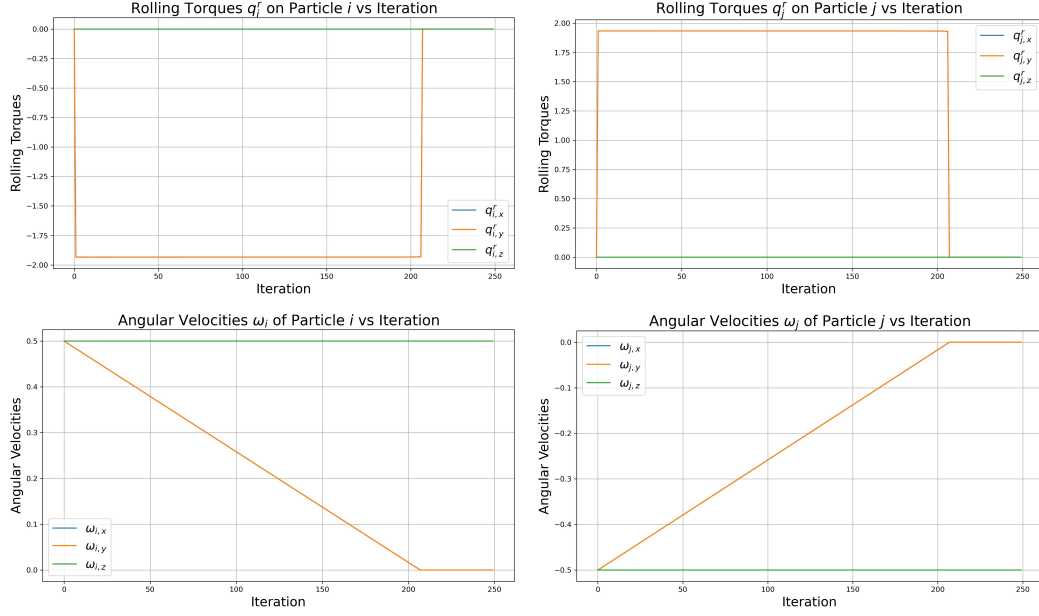 Rolling Torques $q_i^r$ on Particle $i$ vs Iteration
Rolling Torques
0.00
−0.25
−0.50
−0.75
−1.00
−1.25
−1.50
−1.75
−2.00
$q_{i,x}^r$
$q_{i,y}^r$
$q_{i,z}^r$
0 50 100 150 200 250
Iteration
Rolling Torques $q_j^r$ on Particle $j$ vs Iteration
Rolling Torques
2.00
1.75
1.50
1.25
1.00
0.75
0.50
0.25
0.00
$q_{j,x}^r$
$q_{j,y}^r$
$q_{j,z}^r$
0 50 100 150 200 250
Iteration
Angular Velocities $ω_i$ of Particle $i$ vs Iteration
Angular Velocities
0.5
0.4
0.3
0.2
0.1
0.0
$ω_{i,x}$
$ω_{i,y}$
$ω_{i,z}$
0 50 100 150 200 250
Iteration
Angular Velocities $ω_j$ of Particle $j$ vs Iteration
Angular Velocities
0.0
−0.1
−0.2
−0.3
−0.4
−0.5
$ω_{j,x}$
$ω_{j,y}$
$ω_{j,z}$
0 50 100 150 200 250
Iteration